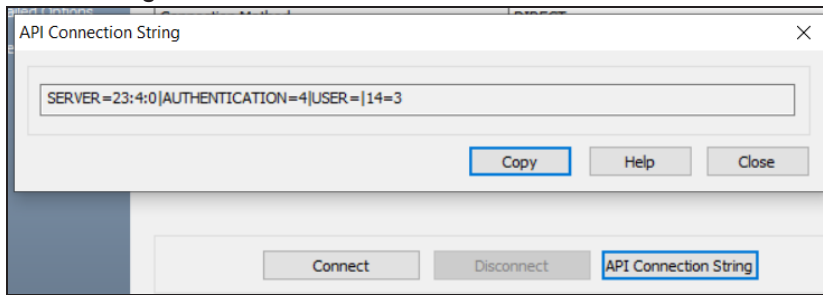 API Connection String
SERVER=23:4:0|AUTHENTICATION=4|USER=|14=3
Copy Help Close
Connect Disconnect API Connection String